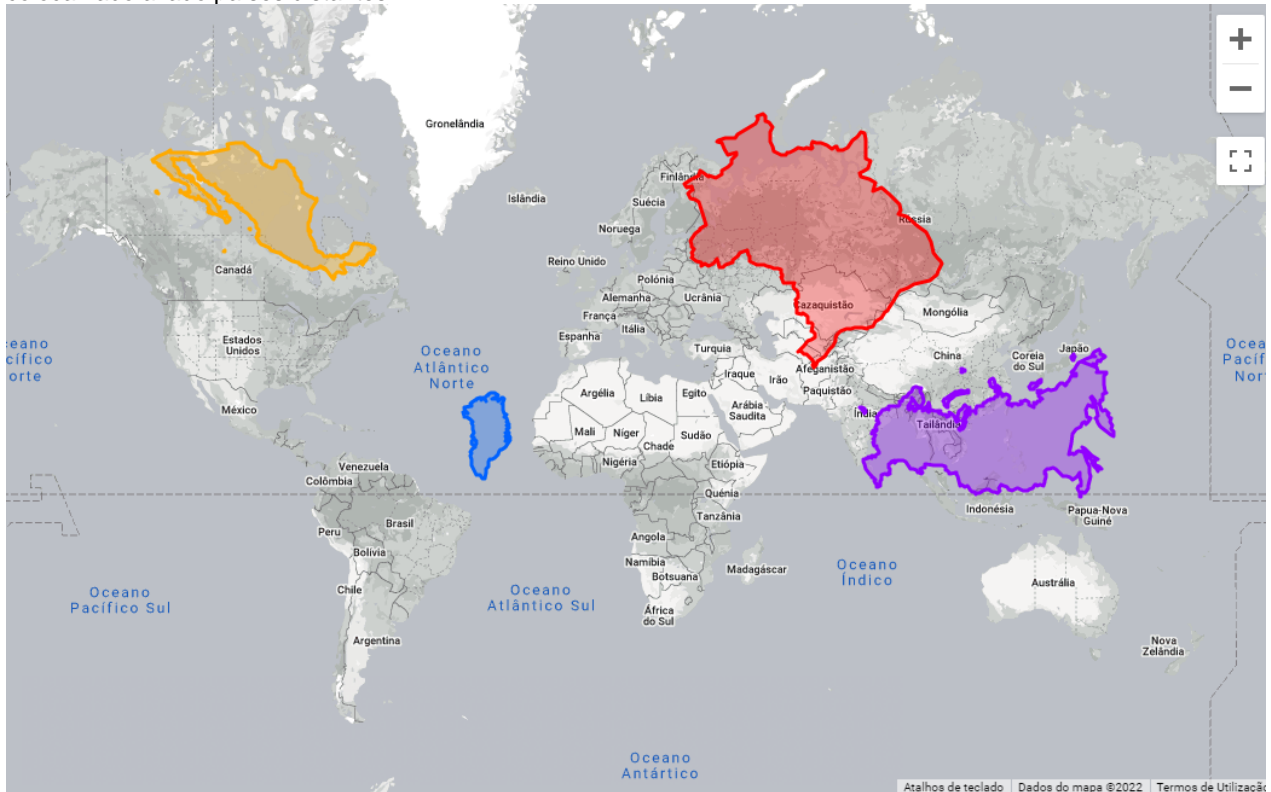 Gronelândia
Finlândia
Islândia
Suécia
Rússia
Noruega
Canadá
Reino Unido
Polónia
Alemanha
Ucrânia
Cazaquistão
Mongólia
França
Itália
Estados
Unidos
Espanha
Oceano
Atlântico
Norte
Turquia
China
Coreia
do Sul
Japão
Afeganistão
Iraque
Irão
Paquistão
Argélia
Líbia
Egito
Arábia
Saudita
México
Índia
Tailândia
Mali
Níger
Chade
Sudão
Venezuela
Nigéria
Etiópia
Colômbia
Quénia
Indonésia
Papua-Nova
Guiné
Tanzânia
Peru
Brasil
Angola
Bolívia
Namíbia
Botsuana
Madagáscar
Oceano
Índico
Austrália
Oceano
Pacífico Sul
Chile
Oceano
Atlântico Sul
África
do Sul
Argentina
Nova
Zelândia
Oceano
Antártico
Atalhos de teclado
Dados do mapa ©2022
Termos de Utilização